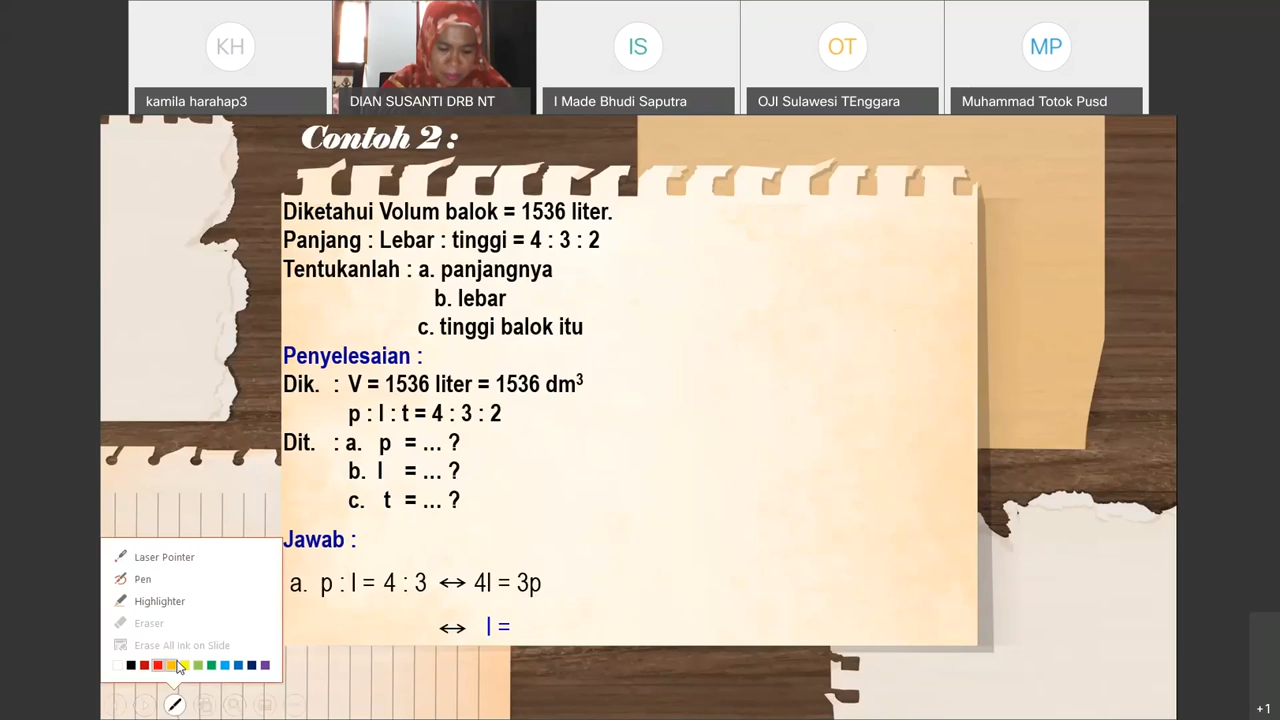 KH
IS
OT
MP
kamila harahap3
DIAN SUSANTI DRB NT
I Made Bhudi Saputra
OJI Sulawesi TEnggara
Muhammad Totok Pusd
Contoh 2 :
Diketahui Volum balok = 1536 liter.
Panjang : Lebar : tinggi = 4 : 3 : 2
Tentukanlah : a. panjangnya
b. lebar
c. tinggi balok itu
Penyelesaian :
Dik. : V = 1536 liter = 1536 dm³
p : l : t = 4 : 3 : 2
Dit. : a. p = ... ?
b. l = ... ?
c. t = ... ?
Jawab :
a. p : l = 4 : 3 ↔ 4l = 3p
↔ l =
Laser Pointer
Pen
Highlighter
Eraser
Erase All Ink on Slide
+1